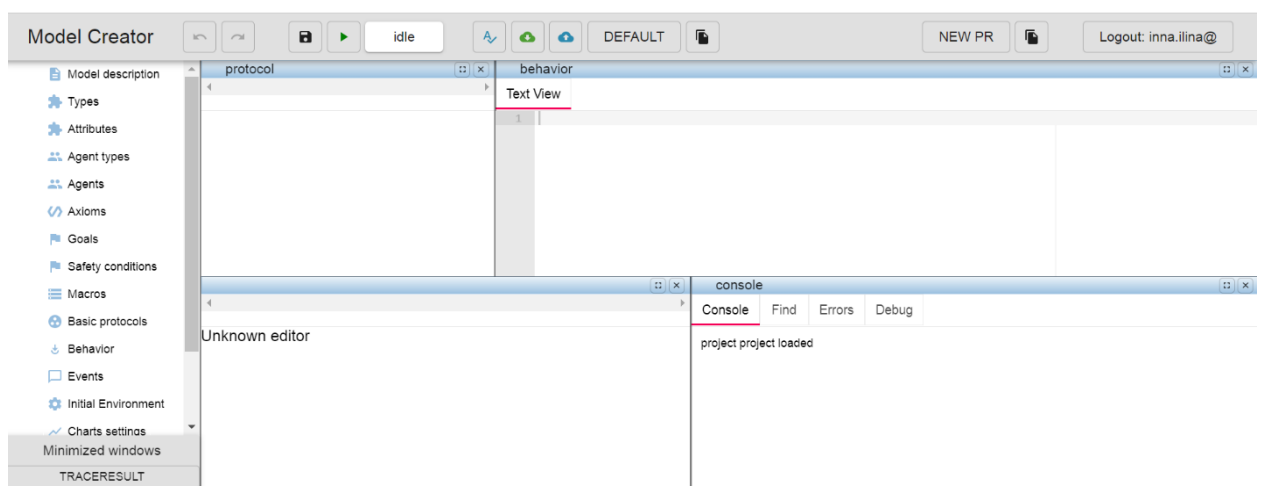 Model Creator
idle
DEFAULT
NEW PR
Logout: inna.ilina@
Model description
Types
Attributes
Agent types
Agents
Axioms
Goals
Safety conditions
Macros
Basic protocols
Behavior
Events
Initial Environment
Charts settings
Minimized windows
TRACERESULT
protocol
behavior
Text View
1
Unknown editor
console
Console Find Errors Debug
project project loaded